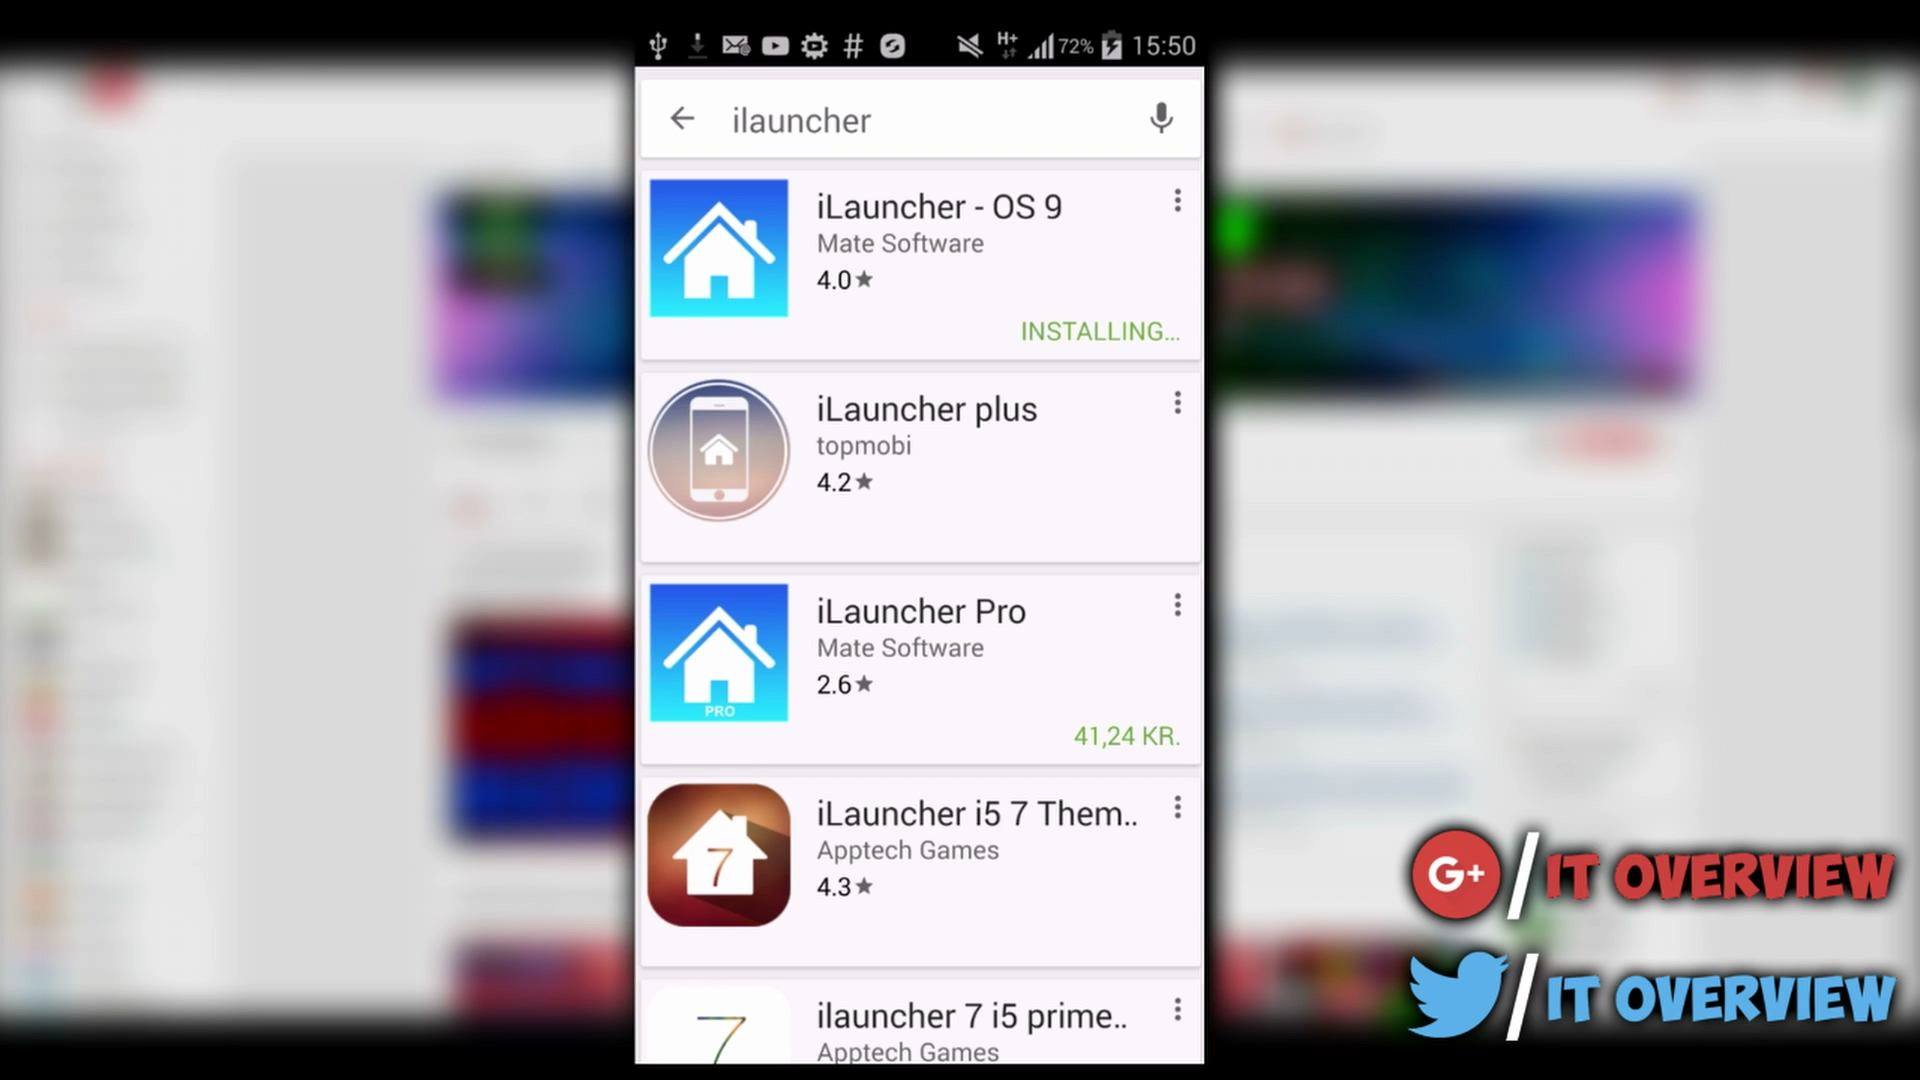 H+ 72% 15:50
ilauncher
iLauncher - OS 9
Mate Software
4.0★
INSTALLING...
iLauncher plus
topmobi
4.2★
iLauncher Pro
Mate Software
2.6★
PRO
41,24 KR.
iLauncher i5 7 Them..
Apptech Games
4.3★
7
ilauncher 7 i5 prime..
Apptech Games
7
G+/IT OVERVIEW
/IT OVERVIEW